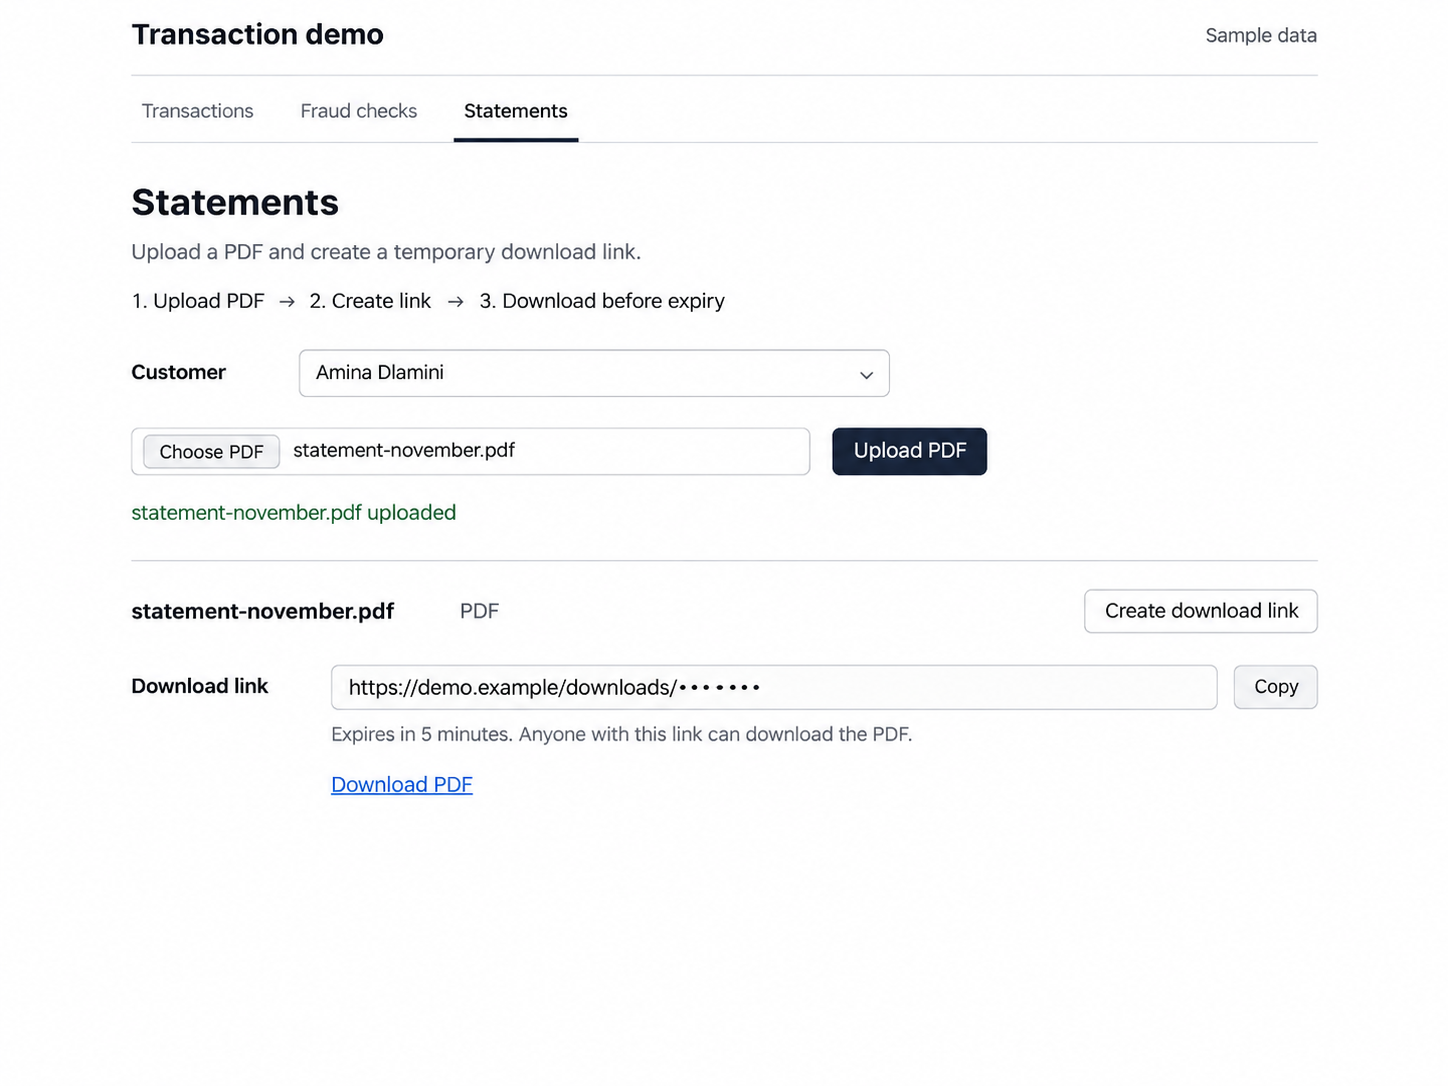 Transaction demo
Sample data
Transactions Fraud checks Statements
Statements
Upload a PDF and create a temporary download link.
1. Upload PDF → 2. Create link → 3. Download before expiry
Customer Amina Dlamini
Choose PDF statement-november.pdf Upload PDF
statement-november.pdf uploaded
statement-november.pdf PDF Create download link
Download link https://demo.example/downloads/••••••• Copy
Expires in 5 minutes. Anyone with this link can download the PDF.
Download PDF